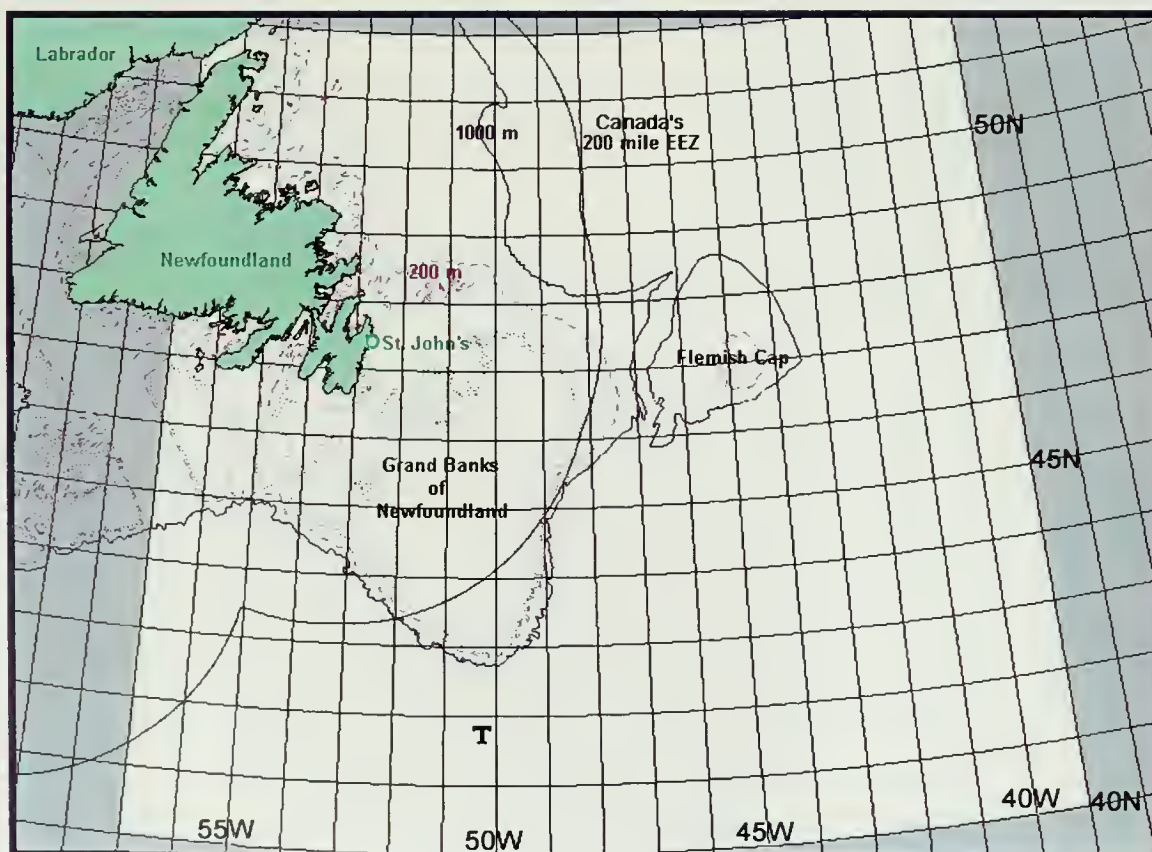 Labrador
1000 m
Canada's
200 mile EEZ
50N
Newfoundland
200 m
St. John's
Flemish Cap
Grand Banks
of
Newfoundland
45N
T
55W
50W
45W
40W
40N